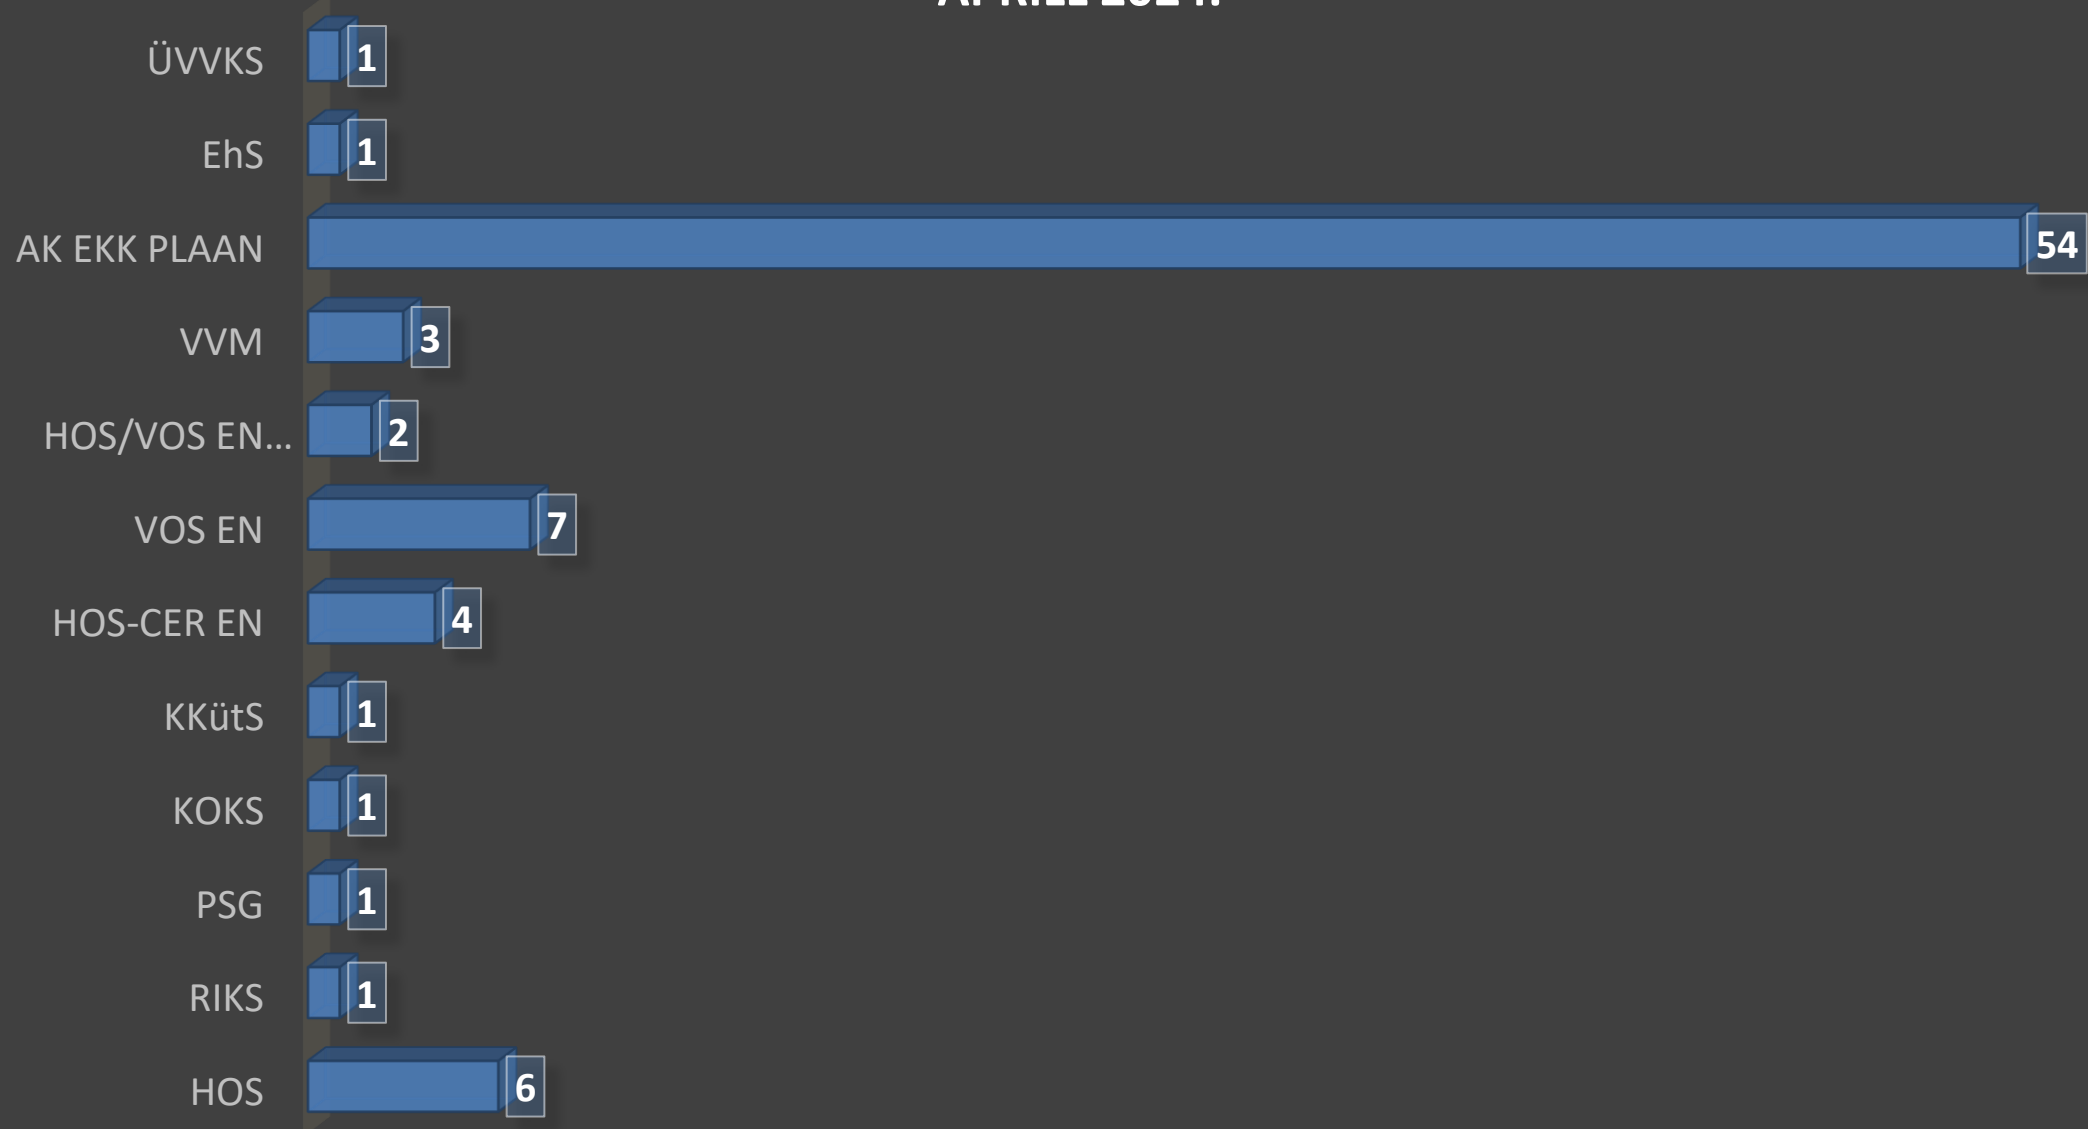 ÜVVKS 1
EhS 1
AK EKK PLAAN 54
VVM 3
HOS/VOS EN... 2
VOS EN 7
HOS-CER EN 4
KKütS 1
KOKS 1
PSG 1
RIKS 1
HOS 6